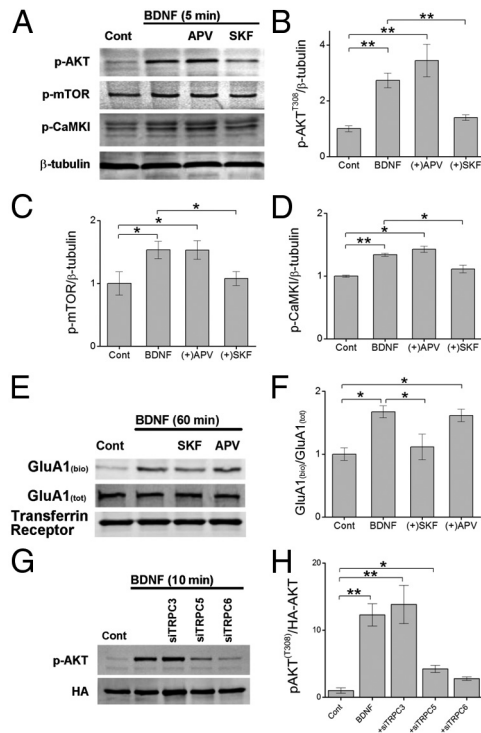 A
BDNF (5 min)
Cont APV SKF
p-AKT
p-mTOR
p-CaMKI
β-tubulin
B
p-AKT^T308/β-tubulin
0
2
4
**
**
**
Cont
BDNF
(+)APV
(+)SKF
C
p-mTOR/β-tubulin
0
1
2
*
*
*
Cont
BDNF
(+)APV
(+)SKF
D
p-CaMKI/β-tubulin
0
1
2
*
*
**
Cont
BDNF
(+)APV
(+)SKF
E
BDNF (60 min)
Cont SKF APV
GluA1(bio)
GluA1(tot)
Transferrin
Receptor
F
GluA1(bio)/GluA1(tot)
0
1
2
*
*
*
Cont
BDNF
(+)SKF
(+)APV
G
BDNF (10 min)
Cont
siTRPC3
siTRPC5
siTRPC6
p-AKT
HA
H
pAKT(T308)/HA-AKT
0
10
20
*
**
**
Cont
BDNF
+siTRPC3
+siTRPC5
+siTRPC6